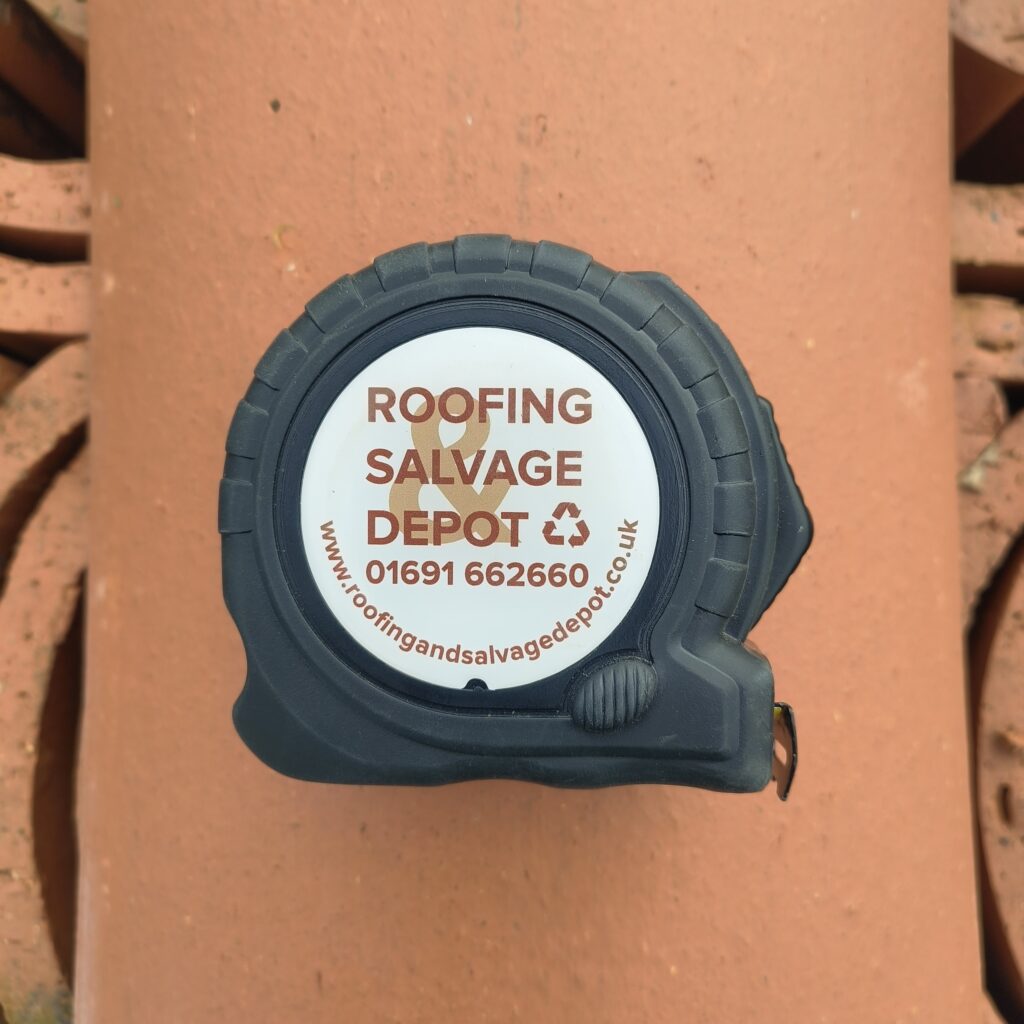 ROOFING
&
SALVAGE
DEPOT
01691 662660
www.roofingandsalvagedepot.co.uk